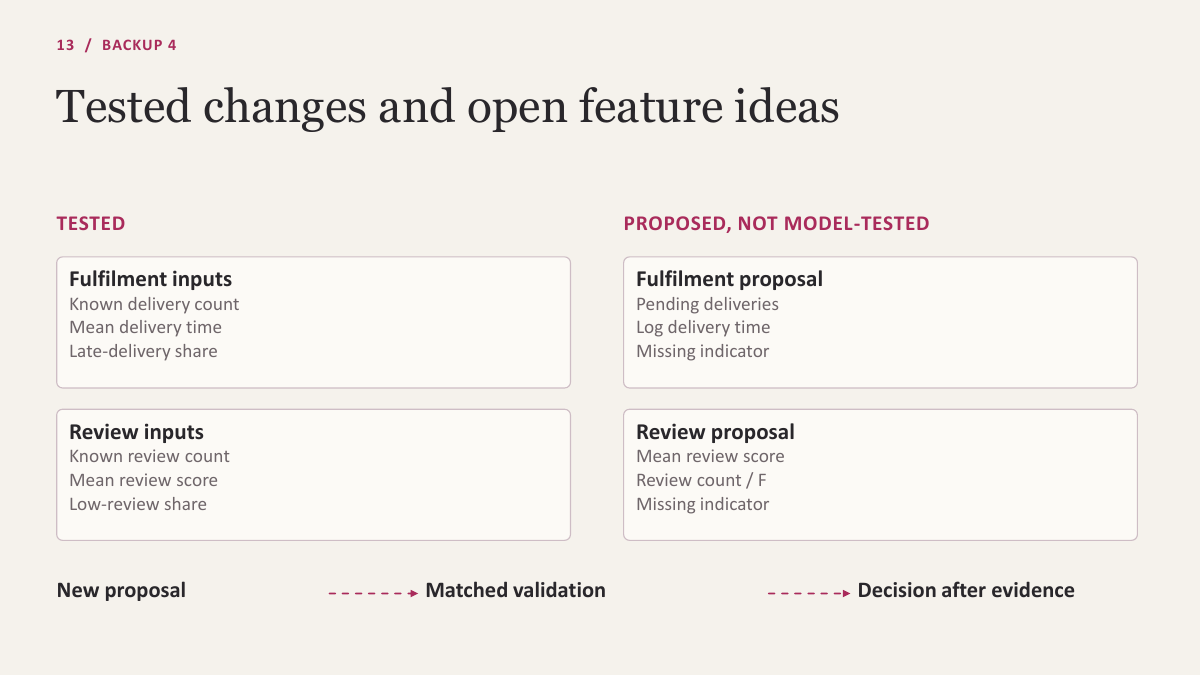 13 / BACKUP 4
Tested changes and open feature ideas
TESTED
Fulfilment inputs
Known delivery count
Mean delivery time
Late-delivery share
Review inputs
Known review count
Mean review score
Low-review share
PROPOSED, NOT MODEL-TESTED
Fulfilment proposal
Pending deliveries
Log delivery time
Missing indicator
Review proposal
Mean review score
Review count / F
Missing indicator
New proposal
Matched validation
Decision after evidence